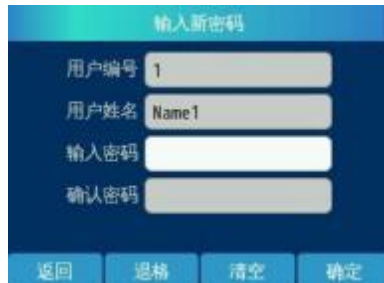 输入新密码
用户编号 1
用户姓名 Name1
输入密码
确认密码
返回 退格 清空 确定